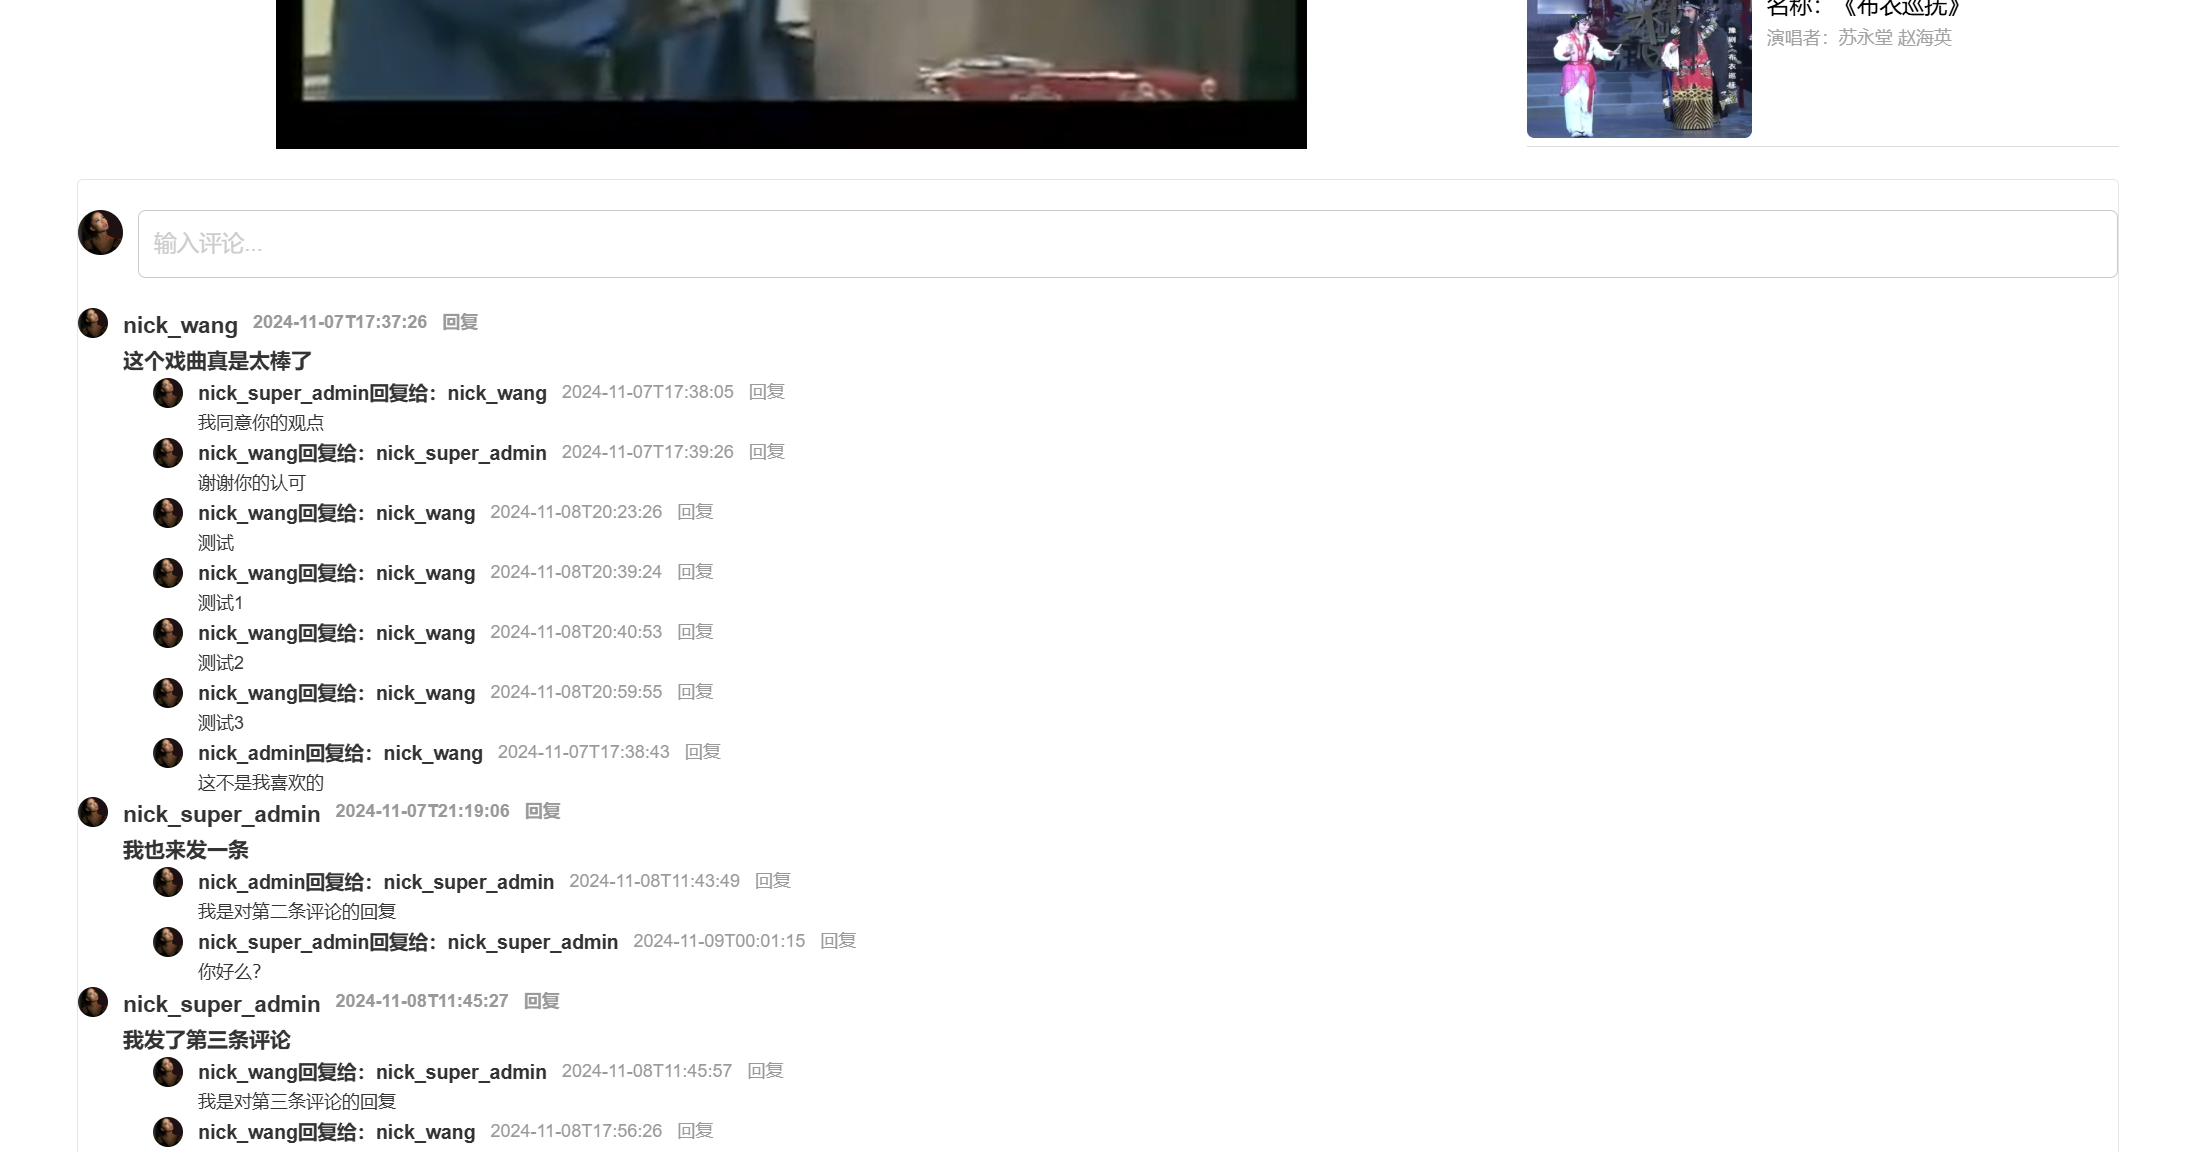 名称：《布衣巡抚》
演唱者：苏永堂 赵海英
豫剧《布衣巡抚》
输入评论...
nick_wang 2024-11-07T17:37:26 回复
这个戏曲真是太棒了
nick_super_admin回复给：nick_wang 2024-11-07T17:38:05 回复
我同意你的观点
nick_wang回复给：nick_super_admin 2024-11-07T17:39:26 回复
谢谢你的认可
nick_wang回复给：nick_wang 2024-11-08T20:23:26 回复
测试
nick_wang回复给：nick_wang 2024-11-08T20:39:24 回复
测试1
nick_wang回复给：nick_wang 2024-11-08T20:40:53 回复
测试2
nick_wang回复给：nick_wang 2024-11-08T20:59:55 回复
测试3
nick_admin回复给：nick_wang 2024-11-07T17:38:43 回复
这不是我喜欢的
nick_super_admin 2024-11-07T21:19:06 回复
我也来发一条
nick_admin回复给：nick_super_admin 2024-11-08T11:43:49 回复
我是对第二条评论的回复
nick_super_admin回复给：nick_super_admin 2024-11-09T00:01:15 回复
你好么？
nick_super_admin 2024-11-08T11:45:27 回复
我发了第三条评论
nick_wang回复给：nick_super_admin 2024-11-08T11:45:57 回复
我是对第三条评论的回复
nick_wang回复给：nick_wang 2024-11-08T17:56:26 回复